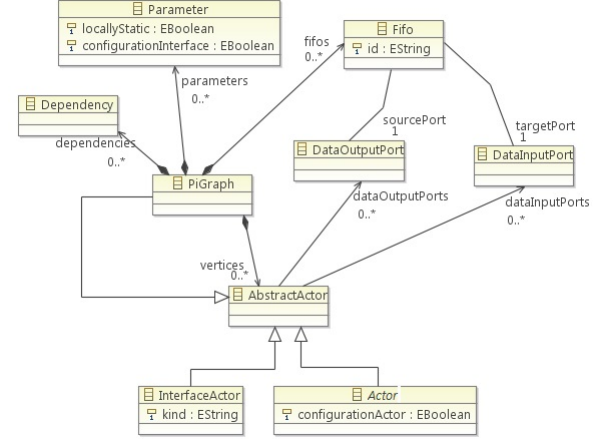 Parameter
locallyStatic : EBoolean
configurationInterface : EBoolean
Fifo
id : EString
fifos
0..*
parameters
0..*
Dependency
dependencies
0..*
sourcePort
1
targetPort
1
DataOutputPort
DataInputPort
PiGraph
dataOutputPorts
0..*
dataInputPorts
0..*
vertices
0..*
AbstractActor
InterfaceActor
kind : EString
Actor
configurationActor : EBoolean